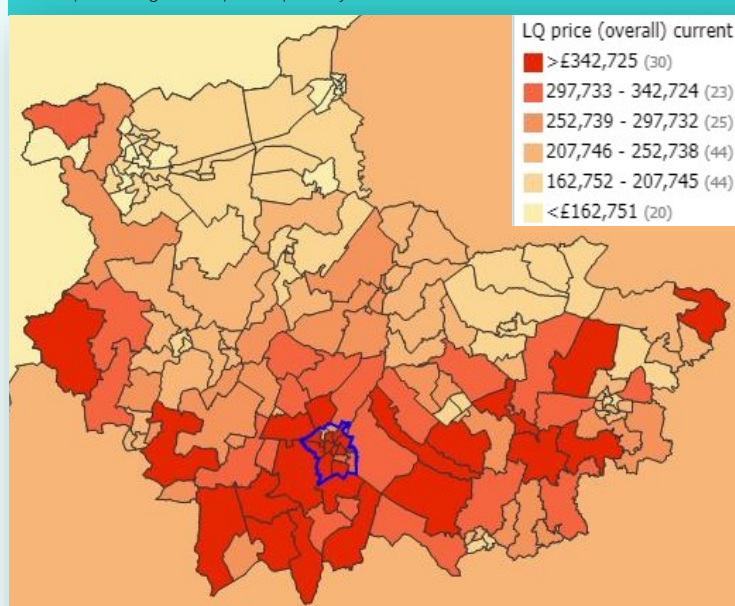 LQ price (overall) current
>£342,725 (30)
297,733 - 342,724 (23)
252,739 - 297,732 (25)
207,746 - 252,738 (44)
162,752 - 207,745 (44)
<£162,751 (20)